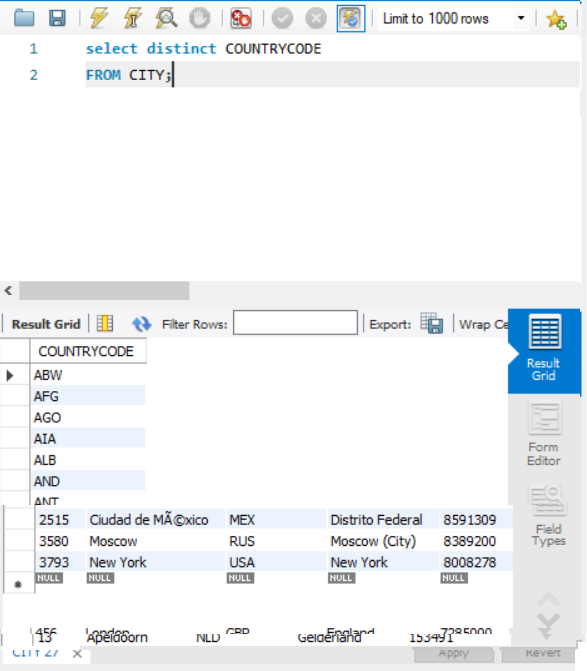 Limit to 1000 rows
1 select distinct COUNTRYCODE
2 FROM CITY;
Result Grid Filter Rows: Export: Wrap Ce
Result Grid
Form Editor
Field Types
COUNTRYCODE
ABW
AFG
AGO
AIA
ALB
AND
ANT
2515 Ciudad de MÃ©xico MEX Distrito Federal 8591309
3580 Moscow RUS Moscow (City) 8389200
3793 New York USA New York 8008278
NULL NULL NULL NULL NULL
456 London GBR England 7285000
15 Apeldoorn NLD Gelderland 153491
CITY 27 Apply Revert